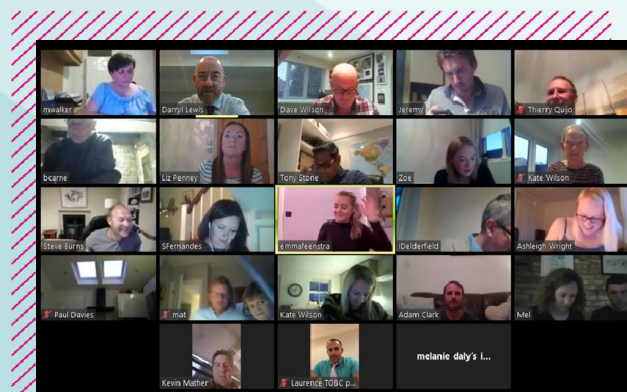 mwalker
Darryl Lewis
Dave Wilson
Jeremy
Thierry Quijo
bcarne
Liz Penney
Tony Stone
Zoe
Kate Wilson
Steve Burns
SFernandes
emmafeenstra
Ashleigh Wright
Paul Davies
mat
Kate Wilson
Adam Clark
Mel
Kevin Mather
Laurence TOBC p...
melanie daly's i...